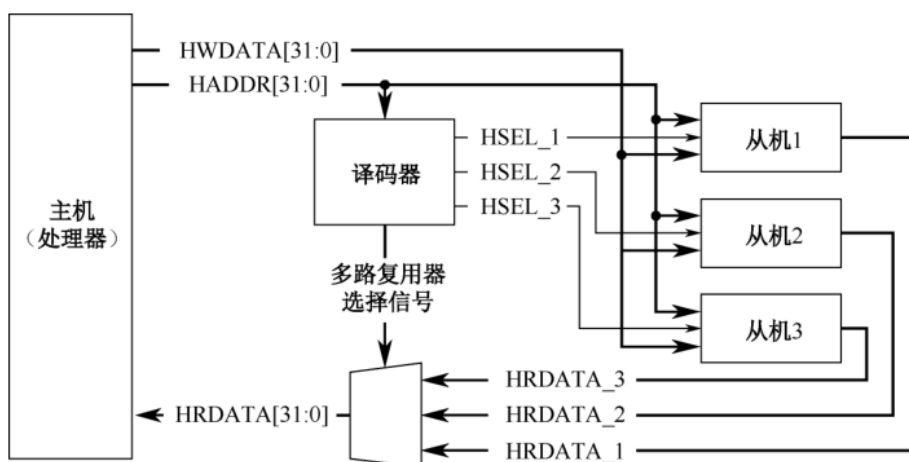 HWDATA[31:0]
HADDR[31:0]
主机
（处理器）
译码器
HSEL_1
HSEL_2
HSEL_3
从机1
从机2
从机3
多路复用器
选择信号
HRDATA_3
HRDATA[31:0]
HRDATA_2
HRDATA_1